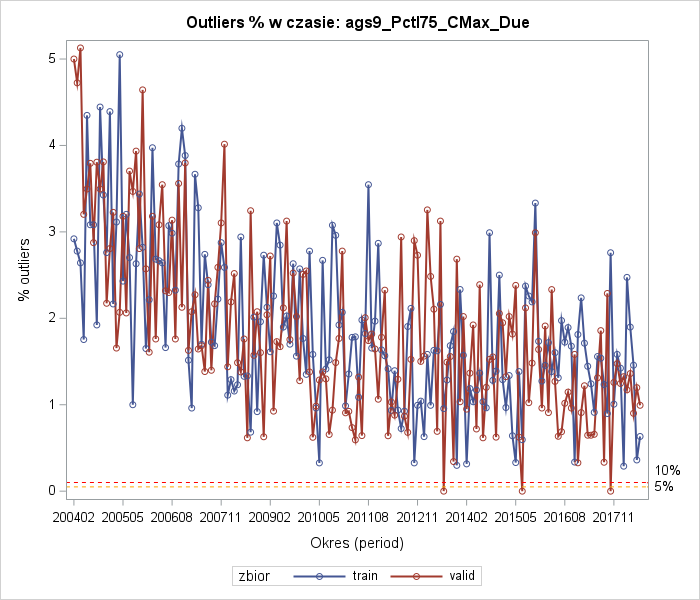 Outliers % w czasie: ags9_Pctl75_CMax_Due
5
4
3
2
1
0
% outliers
10%
5%
200402 200505 200608 200711 200902 201005 201108 201211 201402 201505 201608 201711
Okres (period)
zbior train valid